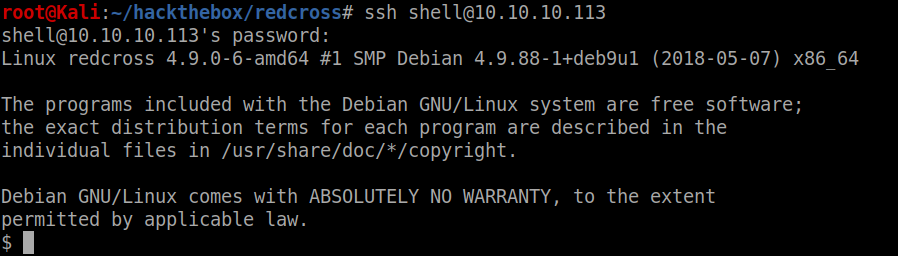 root@Kali:~/hackthebox/redcross# ssh shell@10.10.10.113
shell@10.10.10.113's password:
Linux redcross 4.9.0-6-amd64 #1 SMP Debian 4.9.88-1+deb9u1 (2018-05-07) x86_64
The programs included with the Debian GNU/Linux system are free software;
the exact distribution terms for each program are described in the
individual files in /usr/share/doc/*/copyright.
Debian GNU/Linux comes with ABSOLUTELY NO WARRANTY, to the extent
permitted by applicable law.
$